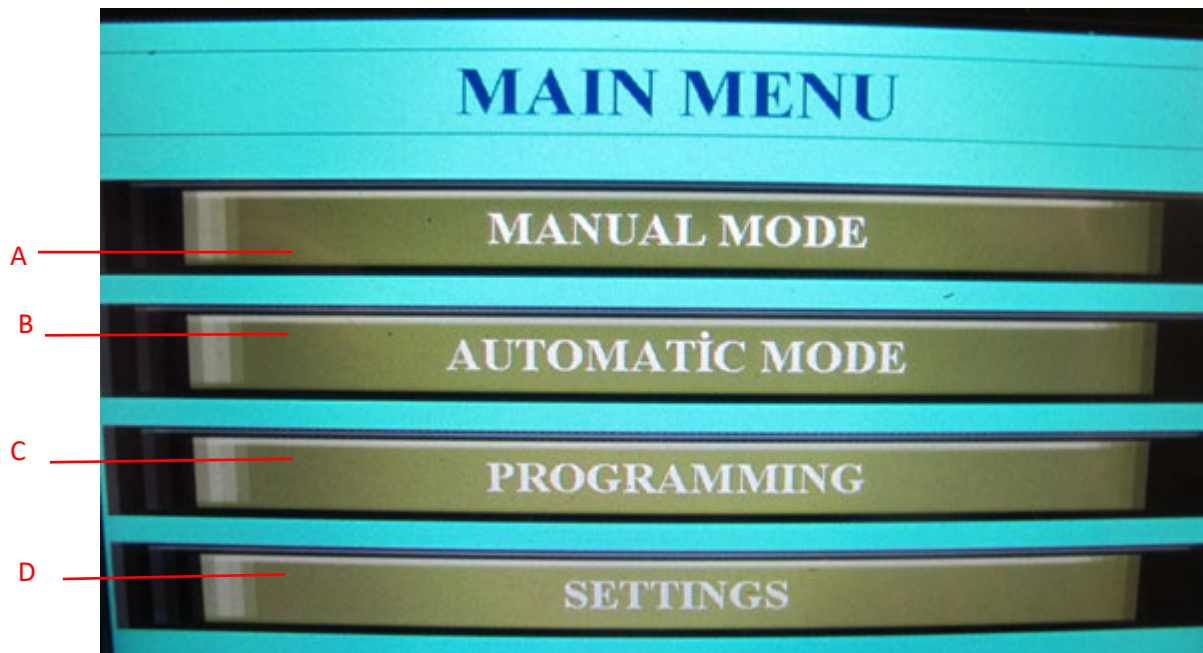 MAIN MENU
A
MANUAL MODE
B
AUTOMATİC MODE
C
PROGRAMMING
D
SETTINGS